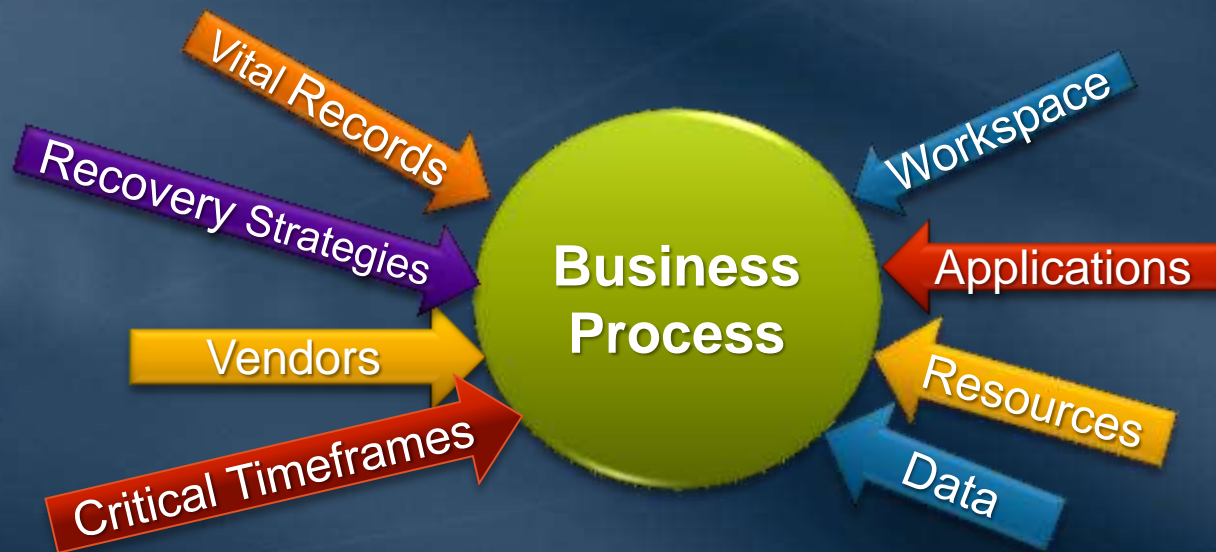 Vital Records
Recovery Strategies
Vendors
Critical Timeframes
Business
Process
Workspace
Applications
Resources
Data